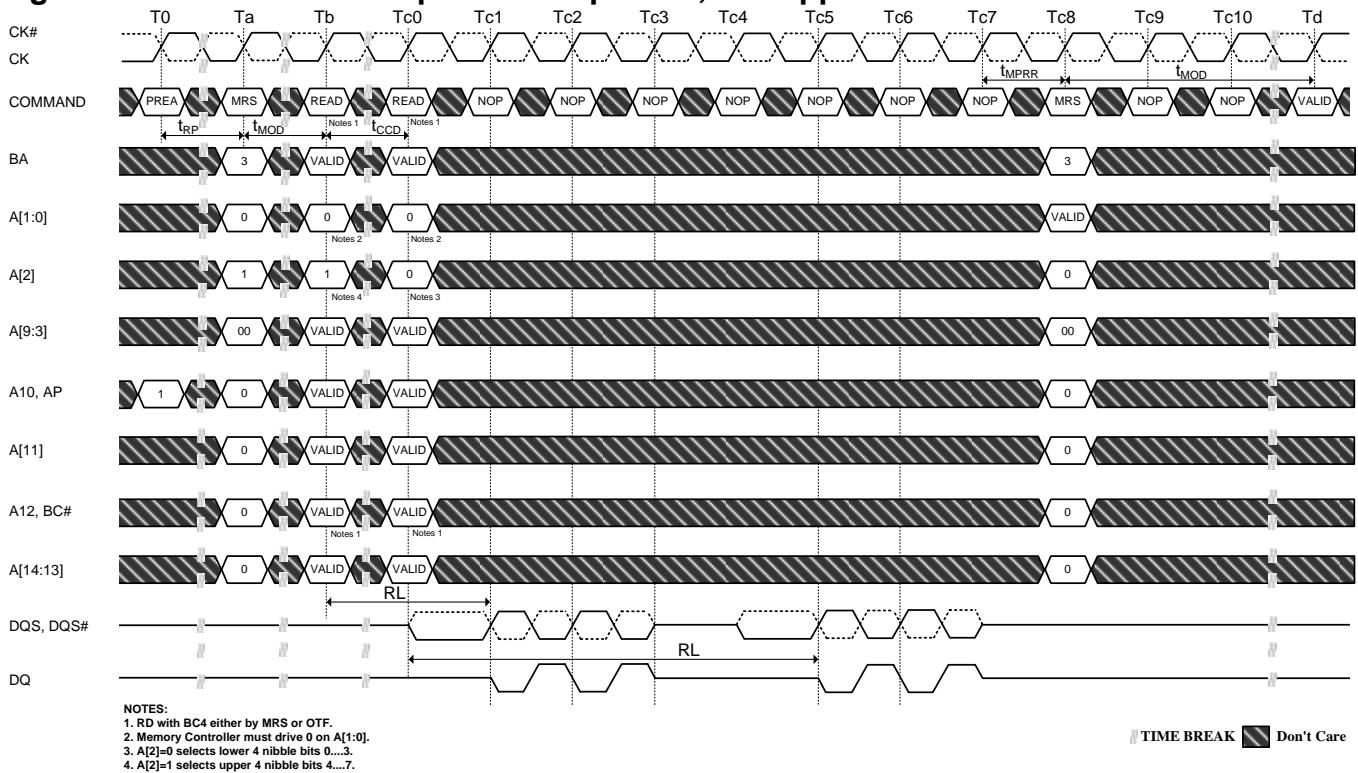 T0 Ta Tb Tc0 Tc1 Tc2 Tc3 Tc4 Tc5 Tc6 Tc7 Tc8 Tc9 Tc10 Td
CK#
CK
tMPRR tMOD
COMMAND PREA MRS READ READ NOP NOP NOP NOP NOP NOP NOP MRS NOP NOP VALID
Notes 1 Notes 1
tRP tMOD tCCD
BA 3 VALID VALID 3
A[1:0] 0 0 0 VALID
Notes 2 Notes 2
A[2] 1 1 0 0
Notes 4 Notes 3
A[9:3] 00 VALID VALID 00
A10, AP 1 0 VALID VALID 0
A[11] 0 VALID VALID 0
A12, BC# 0 VALID VALID 0
Notes 1 Notes 1
A[14:13] 0 VALID VALID 0
RL
DQS, DQS#
RL
DQ
NOTES:
1. RD with BC4 either by MRS or OTF.
2. Memory Controller must drive 0 on A[1:0].
3. A[2]=0 selects lower 4 nibble bits 0....3.
4. A[2]=1 selects upper 4 nibble bits 4....7.
TIME BREAK Don't Care